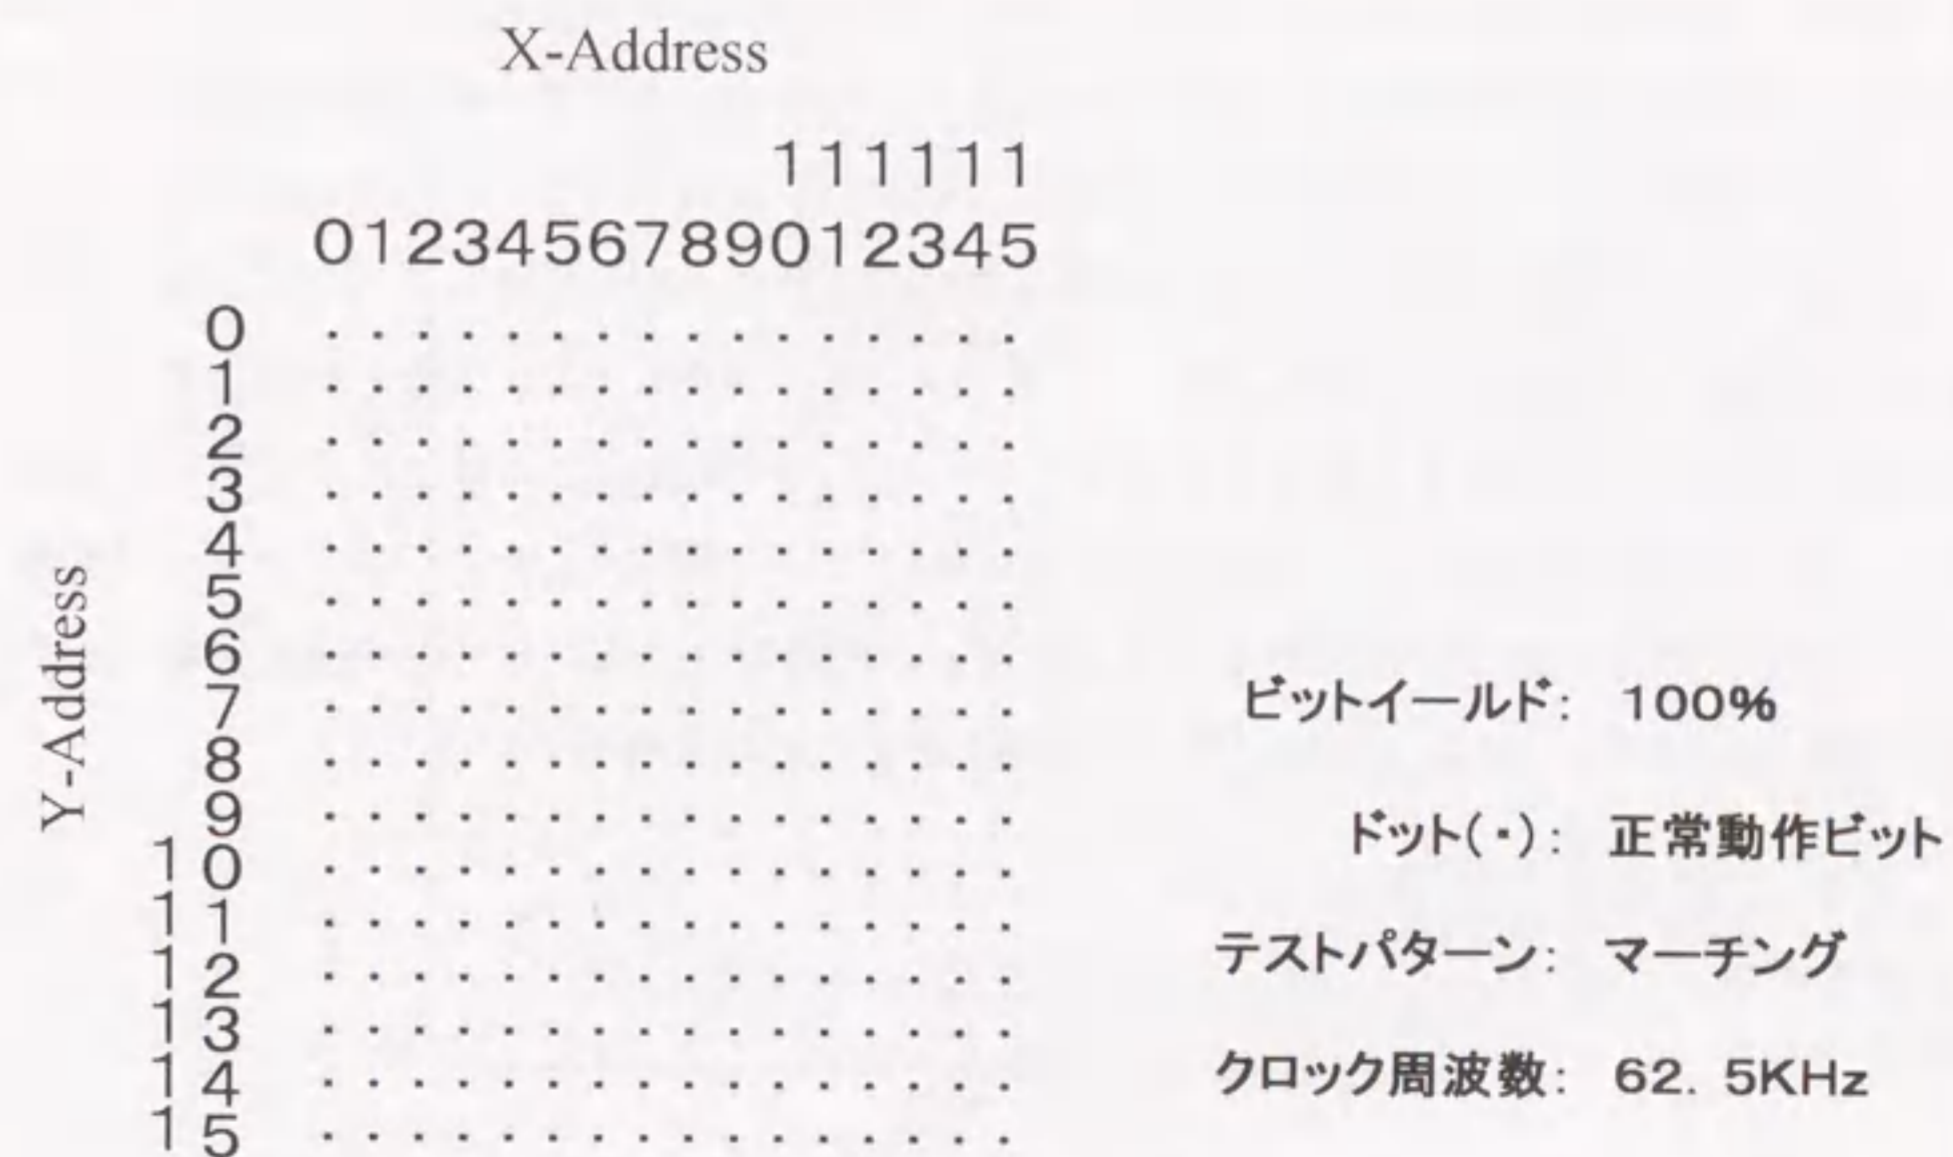 X-Address
111111
0123456789012345
Y-Address
0 . . . . . . . . . . . . . . . .
1 . . . . . . . . . . . . . . . .
2 . . . . . . . . . . . . . . . .
3 . . . . . . . . . . . . . . . .
4 . . . . . . . . . . . . . . . .
5 . . . . . . . . . . . . . . . .
6 . . . . . . . . . . . . . . . .
7 . . . . . . . . . . . . . . . .
8 . . . . . . . . . . . . . . . .
9 . . . . . . . . . . . . . . . .
10 . . . . . . . . . . . . . . . .
11 . . . . . . . . . . . . . . . .
12 . . . . . . . . . . . . . . . .
13 . . . . . . . . . . . . . . . .
14 . . . . . . . . . . . . . . . .
15 . . . . . . . . . . . . . . . .
ビットイールド: 100%
ドット(・): 正常動作ビット
テストパターン: マーチング
クロック周波数: 62. 5KHz